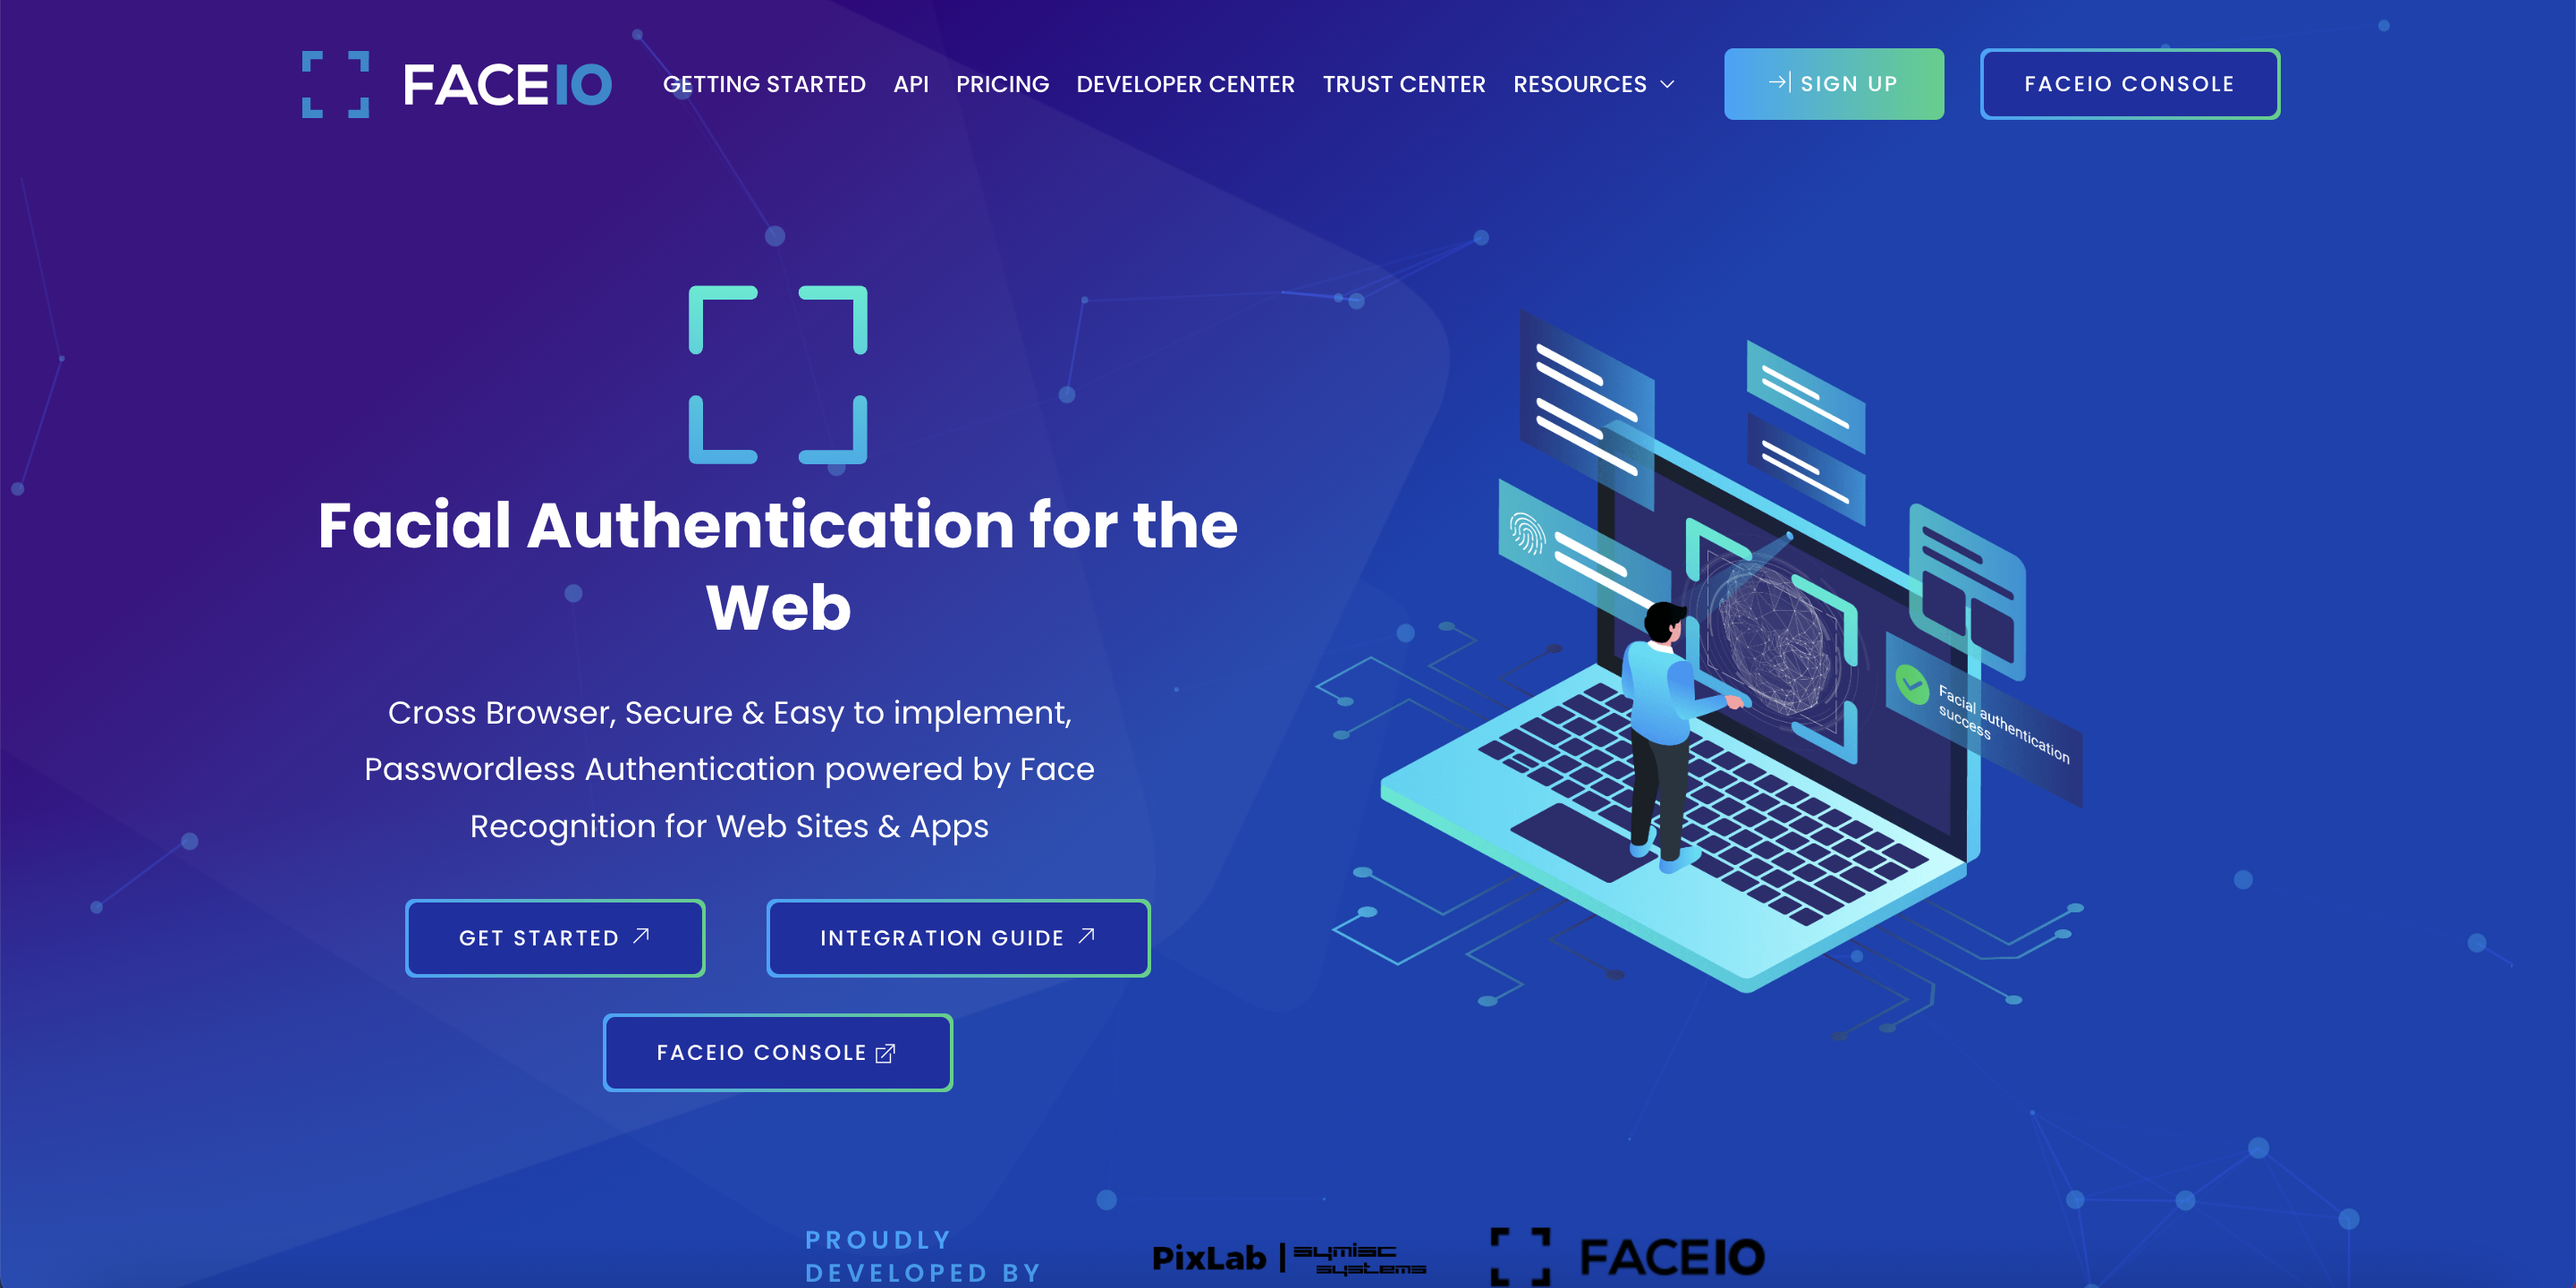 FACEIO
GETTING STARTED
API
PRICING
DEVELOPER CENTER
TRUST CENTER
RESOURCES
SIGN UP
FACEIO CONSOLE
Facial Authentication for the
Web
Cross Browser, Secure & Easy to implement,
Passwordless Authentication powered by Face
Recognition for Web Sites & Apps
GET STARTED
INTEGRATION GUIDE
FACEIO CONSOLE
Facial authentication
success
PROUDLY
DEVELOPED BY
PixLab | symisc
systems
FACEIO